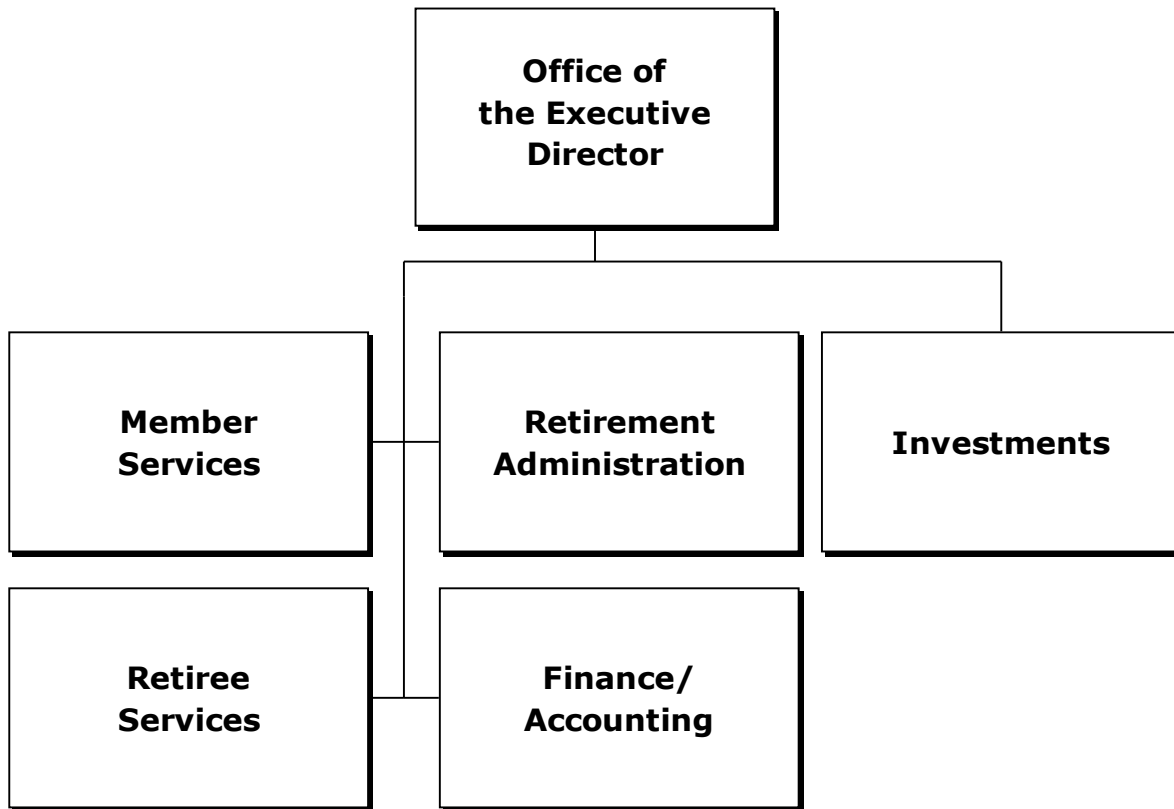 Office of
the Executive
Director
Member
Services
Retirement
Administration
Investments
Retiree
Services
Finance/
Accounting